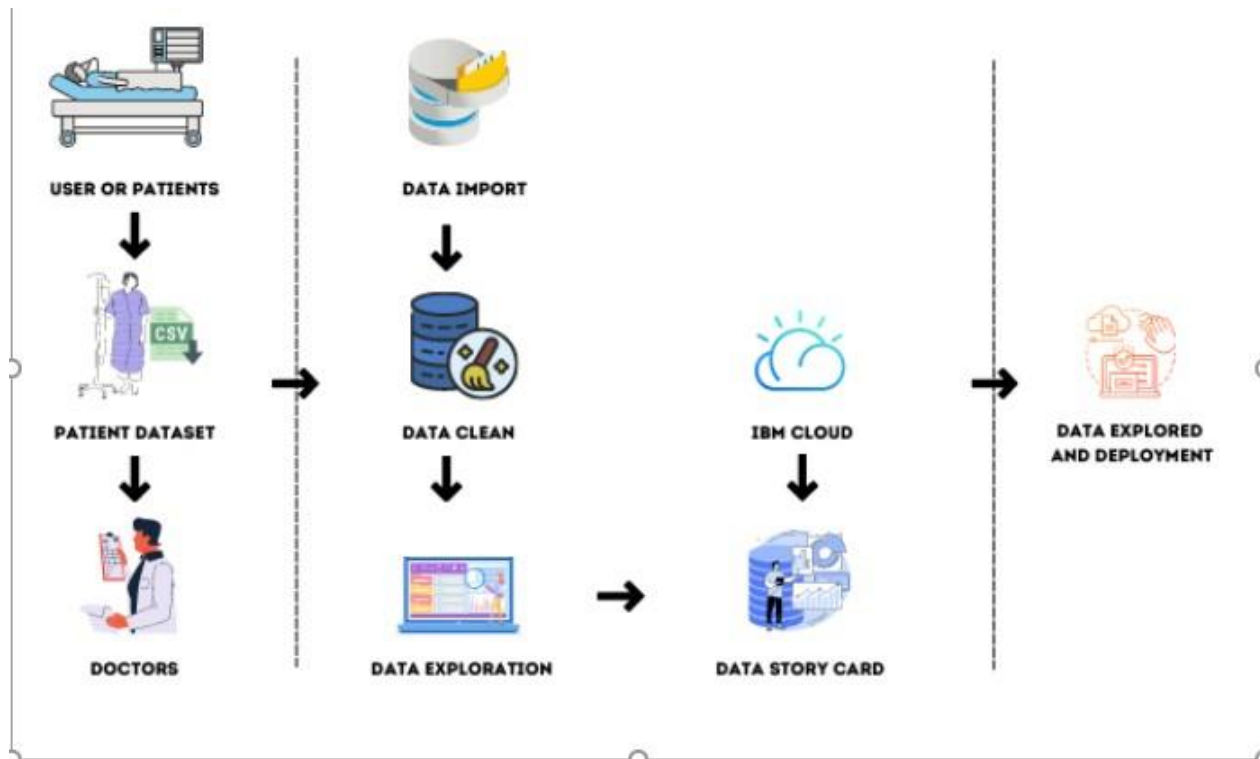 USER OR PATIENTS
DATA IMPORT
CSV
PATIENT DATASET
DATA CLEAN
IBM CLOUD
DATA EXPLORED
AND DEPLOYMENT
DOCTORS
DATA EXPLORATION
DATA STORY CARD